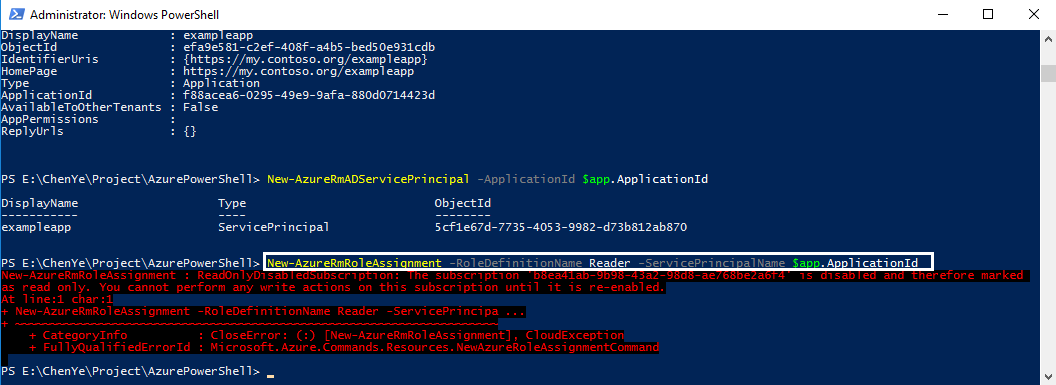 Administrator: Windows PowerShell
DisplayName : exampleapp
ObjectId : efa9e581-c2ef-408f-a4b5-bed50e931cdb
IdentifierUris : {https://my.contoso.org/exampleapp}
HomePage : https://my.contoso.org/exampleapp
Type : Application
ApplicationId : f88acea6-0295-49e9-9afa-880d0714423d
AvailableToOtherTenants : False
AppPermissions :
ReplyUrls : {}
PS E:\ChenYe\Project\AzurePowerShell> New-AzureRmADServicePrincipal -ApplicationId $app.ApplicationId
DisplayName Type ObjectId
----------- ---- --------
exampleapp ServicePrincipal 5cf1e67d-7735-4053-9982-d73b812ab870
PS E:\ChenYe\Project\AzurePowerShell> New-AzureRmRoleAssignment -RoleDefinitionName Reader -ServicePrincipalName $app.ApplicationId
New-AzureRmRoleAssignment : ReadOnlyDisabledSubscription: The subscription 'b8ea41ab-9b98-43a2-98d8-ae768be2a6f4' is disabled and therefore marked
as read only. You cannot perform any write actions on this subscription until it is re-enabled.
At line:1 char:1
+ New-AzureRmRoleAssignment -RoleDefinitionName Reader -ServicePrincipa ...
+ ~~~~~~~~~~~~~~~~~~~~~~~~~~~~~~~~~~~~~~~~~~~~~~~~~~~~~~~~~~~~~~~~~~~~~
+ CategoryInfo : CloseError: (:) [New-AzureRmRoleAssignment], CloudException
+ FullyQualifiedErrorId : Microsoft.Azure.Commands.Resources.NewAzureRoleAssignmentCommand
PS E:\ChenYe\Project\AzurePowerShell> _